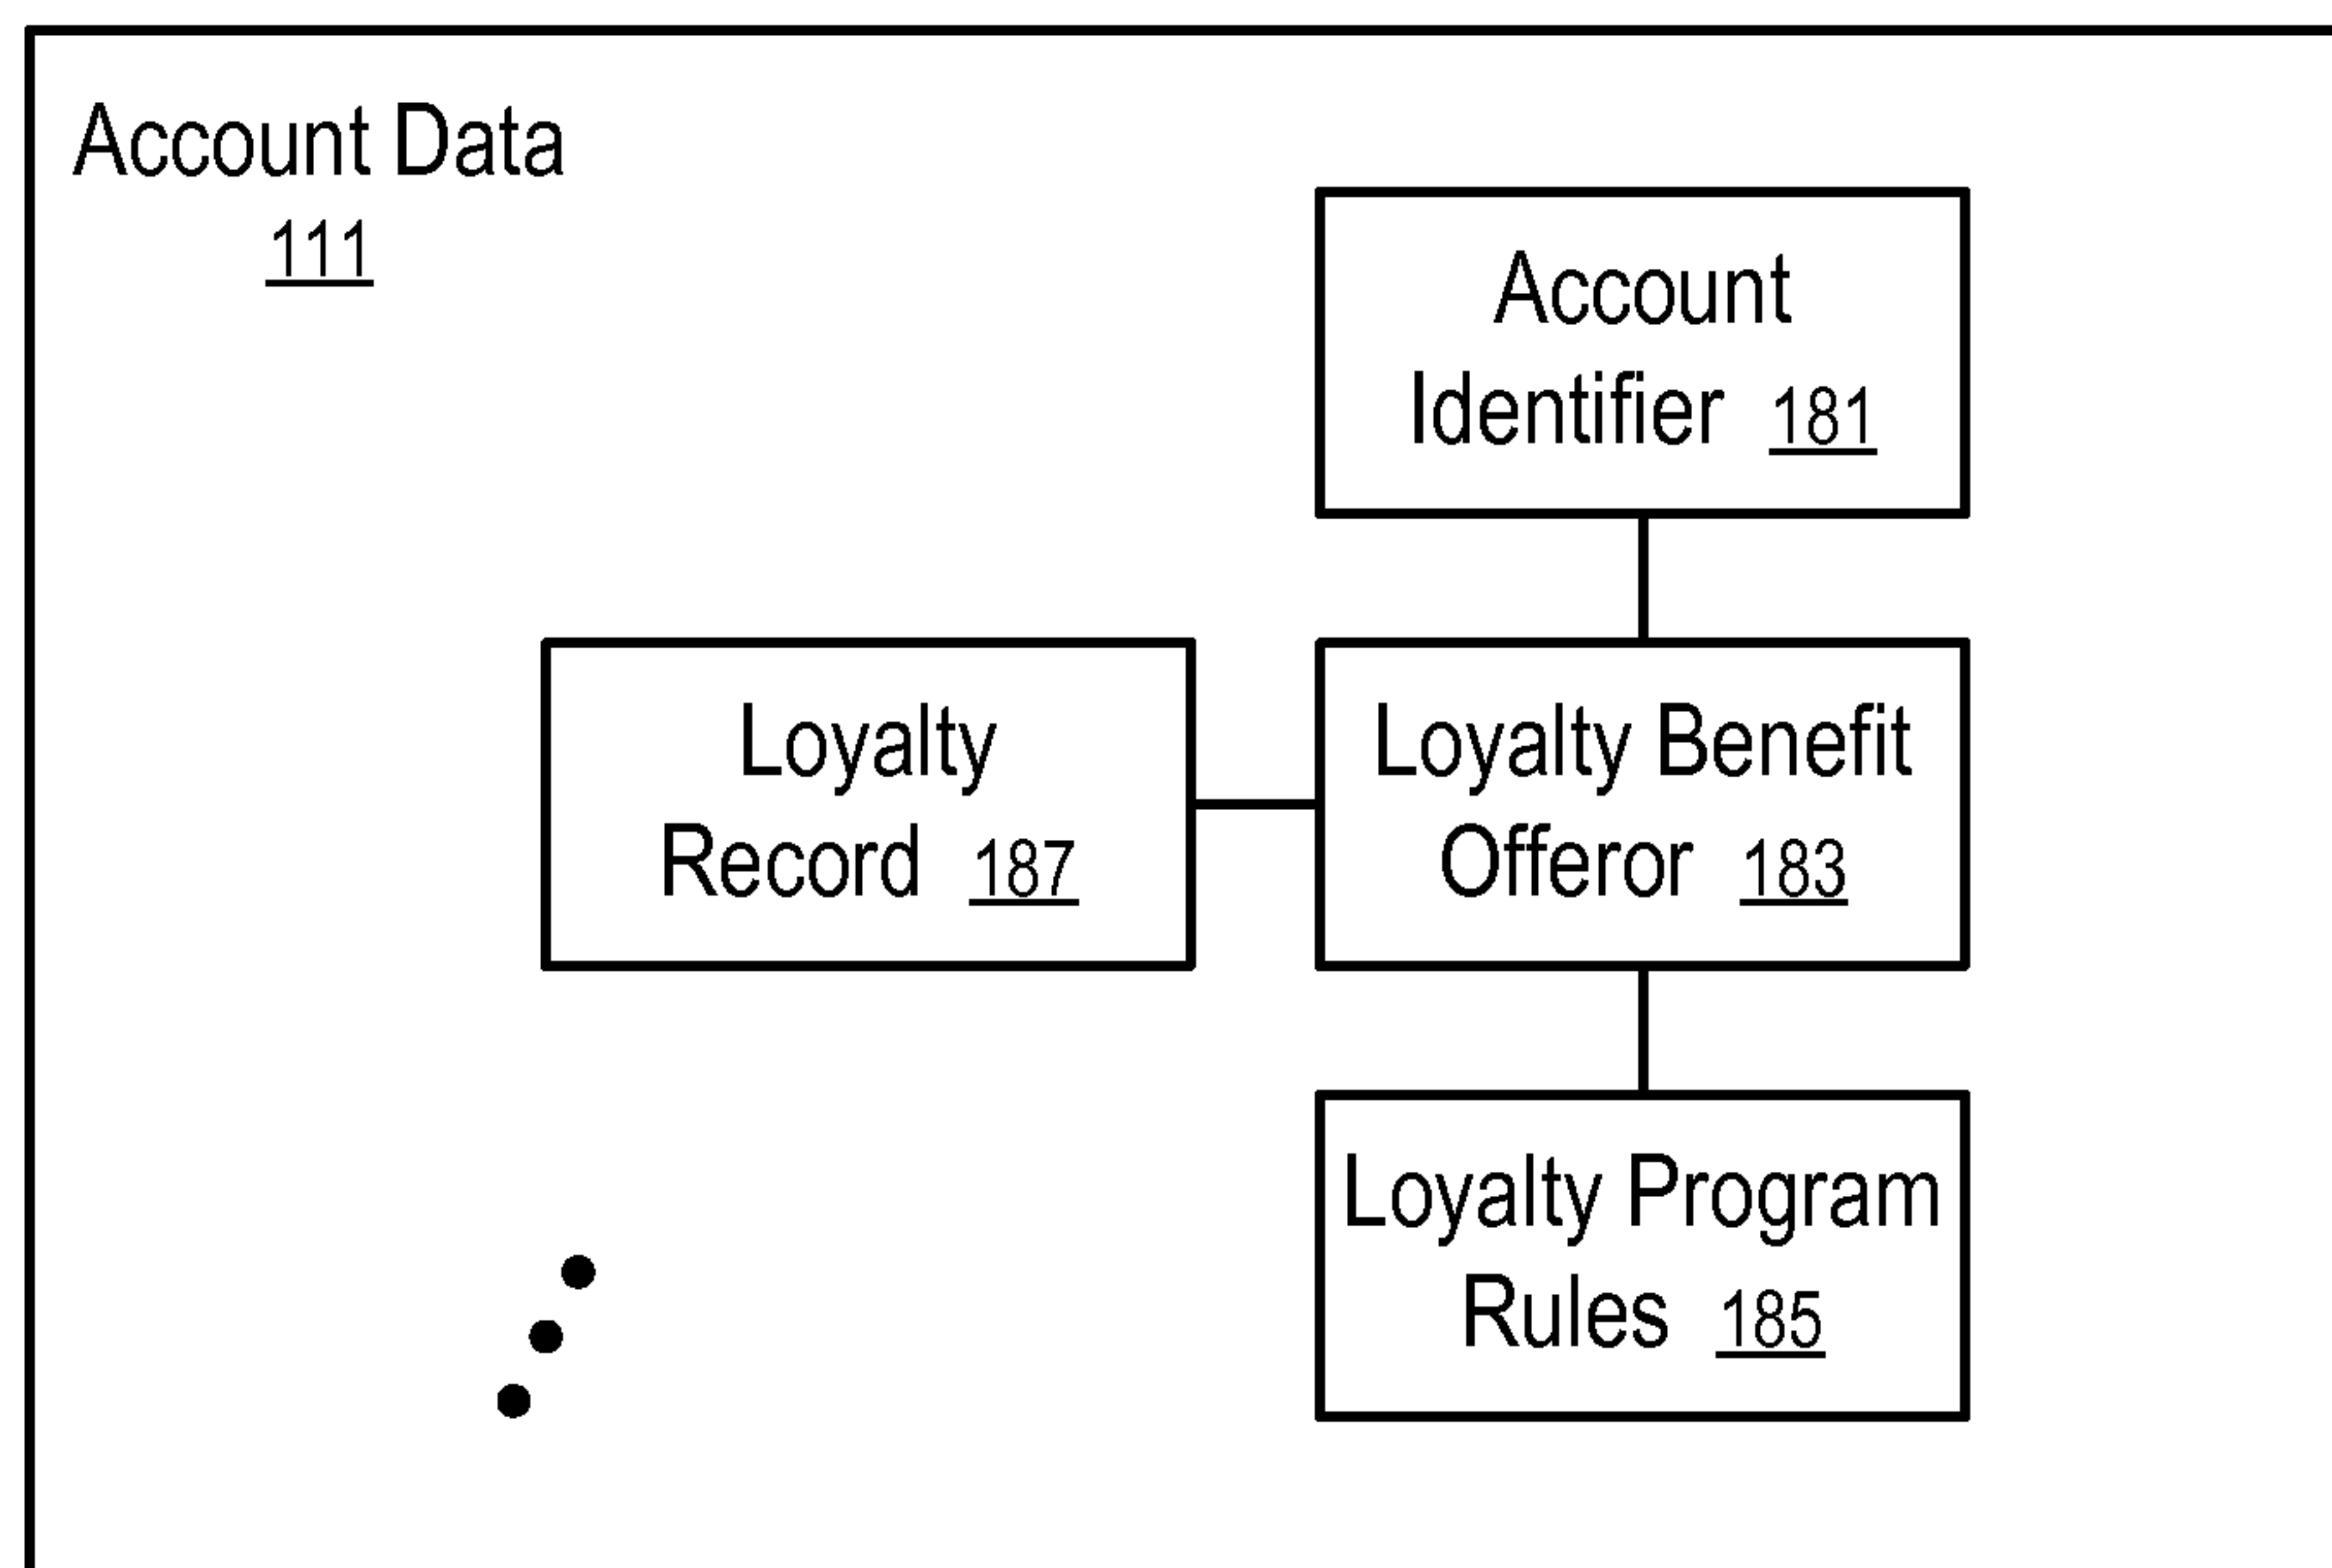 Account Data
111
Account
Identifier 181
Loyalty
Record 187
Loyalty Benefit
Offeror 183
Loyalty Program
Rules 185